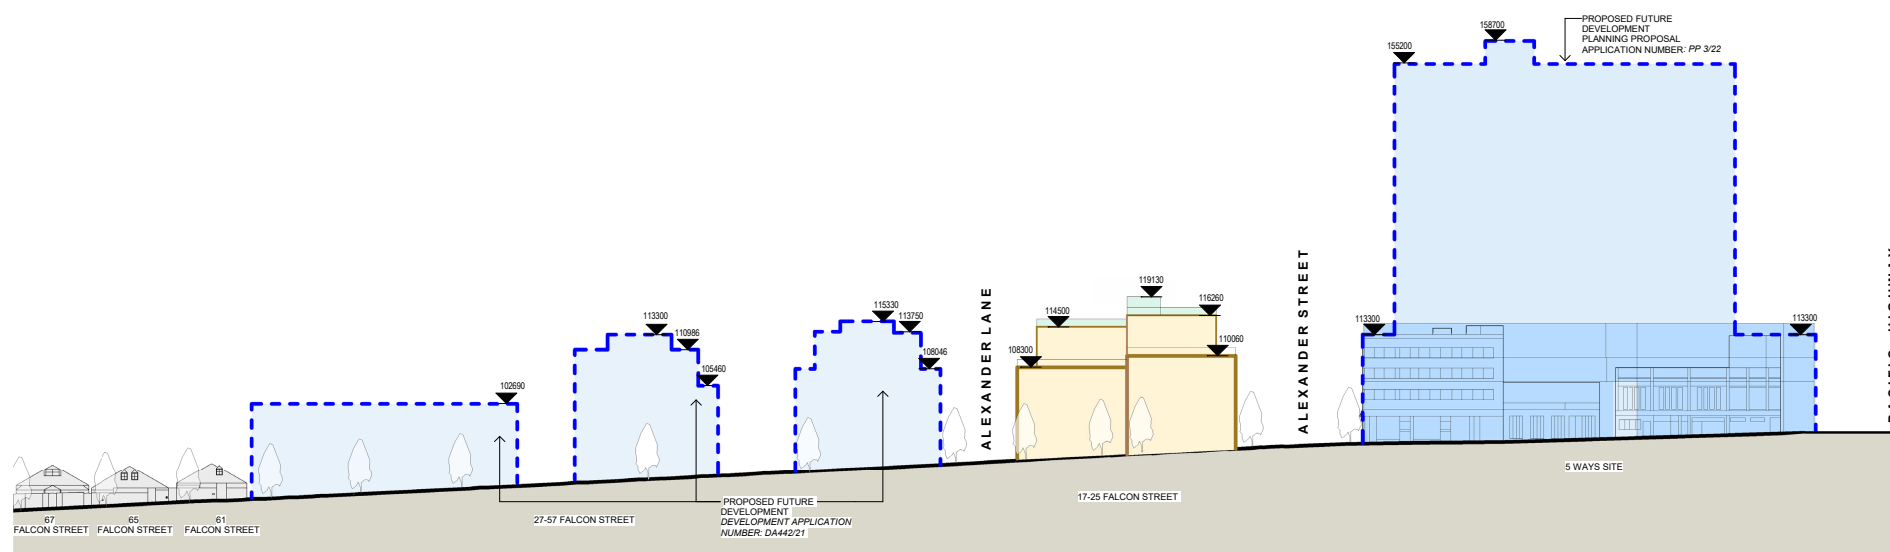 158700
155200
PROPOSED FUTURE
DEVELOPMENT
PLANNING PROPOSAL
APPLICATION NUMBER: PP 3/22
ALEXANDER STREET
ALEXANDER LANE
119130
116260
114500
110060
108300
113300
113300
115330
113750
108046
113300
110986
105460
102690
5 WAYS SITE
17-25 FALCON STREET
PROPOSED FUTURE
DEVELOPMENT
DEVELOPMENT APPLICATION
NUMBER: DA442/21
27-57 FALCON STREET
67
FALCON STREET
65
FALCON STREET
61
FALCON STREET